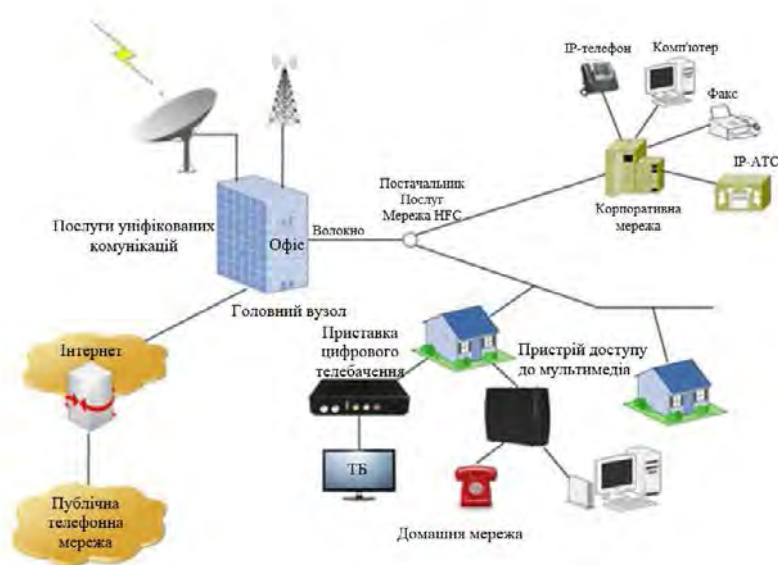 IP-телефон
Комп'ютер
Факс
IP-АТС
Постачальник
Послуг
Мережа HFC
Корпоративна
мережа
Послуги уніфікованих
комунікацій
Офіс
Волокно
Головний вузол
Інтернет
Приставка
цифрового
телебачення
Пристрій доступу
до мультимедіа
ТБ
Публічна
телефонна
мережа
Домашня мережа